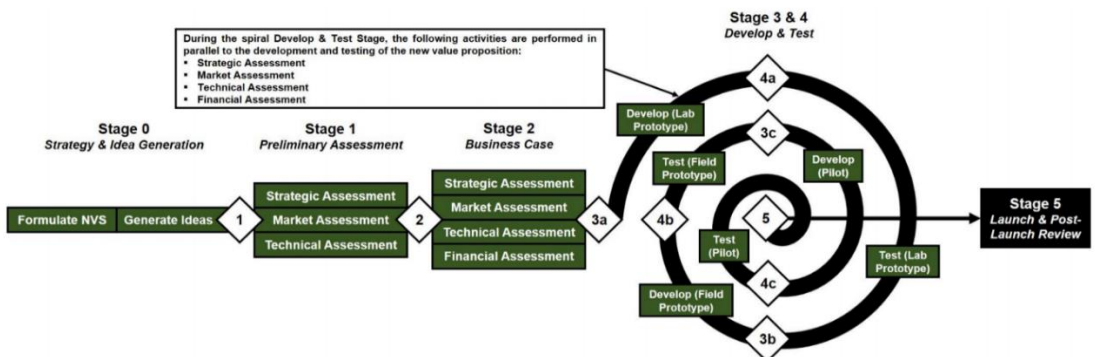 During the spiral Develop & Test Stage, the following activities are performed in
parallel to the development and testing of the new value proposition:
▪ Strategic Assessment
▪ Market Assessment
▪ Technical Assessment
▪ Financial Assessment
Stage 0
Strategy & Idea Generation
Formulate NVS
Generate Ideas
1
Stage 1
Preliminary Assessment
Strategic Assessment
Market Assessment
Technical Assessment
2
Stage 2
Business Case
Strategic Assessment
Market Assessment
Technical Assessment
Financial Assessment
3a
Stage 3 & 4
Develop & Test
Develop (Lab
Prototype)
4a
Test (Lab
Prototype)
3b
Develop (Field
Prototype)
4b
Test (Field
Prototype)
3c
Develop
(Pilot)
4c
Test
(Pilot)
5
Stage 5
Launch & Post-
Launch Review